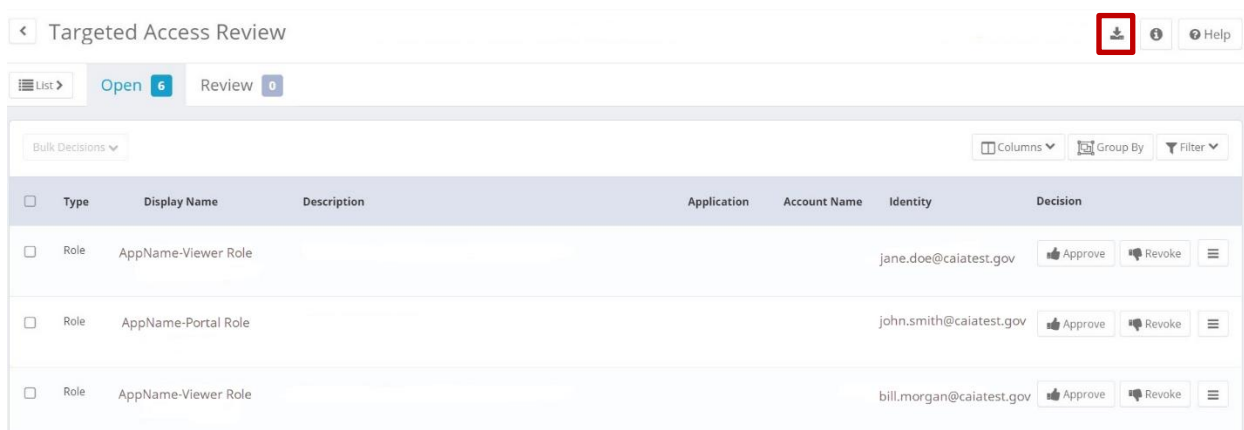 Targeted Access Review
Help
List
Open 6 Review 0
Bulk Decisions
Columns Group By Filter
Type Display Name Description Application Account Name Identity Decision
Role AppName-Viewer Role jane.doe@caiatest.gov Approve Revoke
Role AppName-Portal Role john.smith@caiatest.gov Approve Revoke
Role AppName-Viewer Role bill.morgan@caiatest.gov Approve Revoke